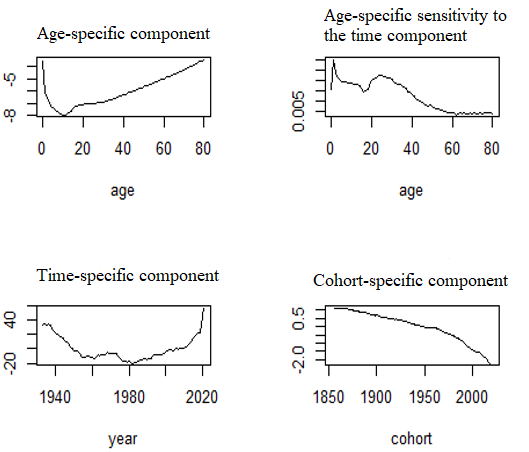 Age-specific component
-5
-8
0 20 40 60 80
age
Age-specific sensitivity to
the time component
0.005
0 20 40 60 80
age
Time-specific component
40
-20
1940 1980 2020
year
Cohort-specific component
0.5
-2.0
1850 1900 1950 2000
cohort